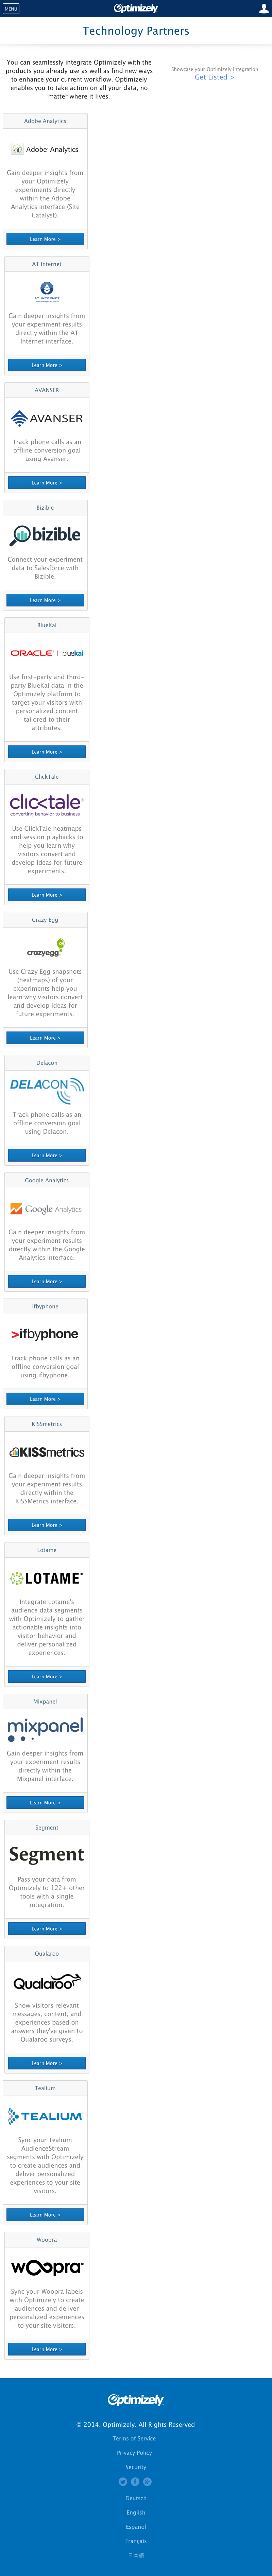 MENU
Optimizely
Technology Partners
You can seamlessly integrate Optimizely with the
products you already use as well as find new ways
to enhance your current workflow. Optimizely
enables you to take action on all your data, no
matter where it lives.
Showcase your Optimizely integration
Get Listed >
Adobe Analytics
Adobe Analytics
Gain deeper insights from
your Optimizely
experiments directly
within the Adobe
Analytics interface (Site
Catalyst).
Learn More >
AT Internet
AT INTERNET
Gain deeper insights from
your experiment results
directly within the AT
Internet interface.
Learn More >
AVANSER
AVANSER
Track phone calls as an
offline conversion goal
using Avanser.
Learn More >
Bizible
bizible
Connect your experiment
data to Salesforce with
Bizible.
Learn More >
BlueKai
ORACLE | bluekai
Use first-party and third-
party BlueKai data in the
Optimizely platform to
target your visitors with
personalized content
tailored to their
attributes.
Learn More >
ClickTale
clicktale®
converting behavior to business
Use ClickTale heatmaps
and session playbacks to
help you learn why
visitors convert and
develop ideas for future
experiments.
Learn More >
Crazy Egg
crazyegg
Use Crazy Egg snapshots
(heatmaps) of your
experiments help you
learn why visitors convert
and develop ideas for
future experiments.
Learn More >
Delacon
DELACON
Track phone calls as an
offline conversion goal
using Delacon.
Learn More >
Google Analytics
Google Analytics
Gain deeper insights from
your experiment results
directly within the Google
Analytics interface.
Learn More >
ifbyphone
>ifbyphone
Track phone calls as an
offline conversion goal
using ifbyphone.
Learn More >
KISSmetrics
KISSmetrics
Gain deeper insights from
your experiment results
directly within the
KISSMetrics interface.
Learn More >
Lotame
LOTAME™
Integrate Lotame's
audience data segments
with Optimizely to gather
actionable insights into
visitor behavior and
deliver personalized
experiences.
Learn More >
Mixpanel
mixpanel
Gain deeper insights from
your experiment results
directly within the
Mixpanel interface.
Learn More >
Segment
Segment
Pass your data from
Optimizely to 122+ other
tools with a single
integration.
Learn More >
Qualaroo
Qualaroo
Show visitors relevant
messages, content, and
experiences based on
answers they've given to
Qualaroo surveys.
Learn More >
Tealium
TEALIUM
Sync your Tealium
AudienceStream
segments with Optimizely
to create audiences and
deliver personalized
experiences to your site
visitors.
Learn More >
Woopra
woopra™
Sync your Woopra labels
with Optimizely to create
audiences and deliver
personalized experiences
to your site visitors.
Learn More >
Optimizely
© 2014, Optimizely. All Rights Reserved
Terms of Service
Privacy Policy
Security
Deutsch
English
Español
Français
日本語